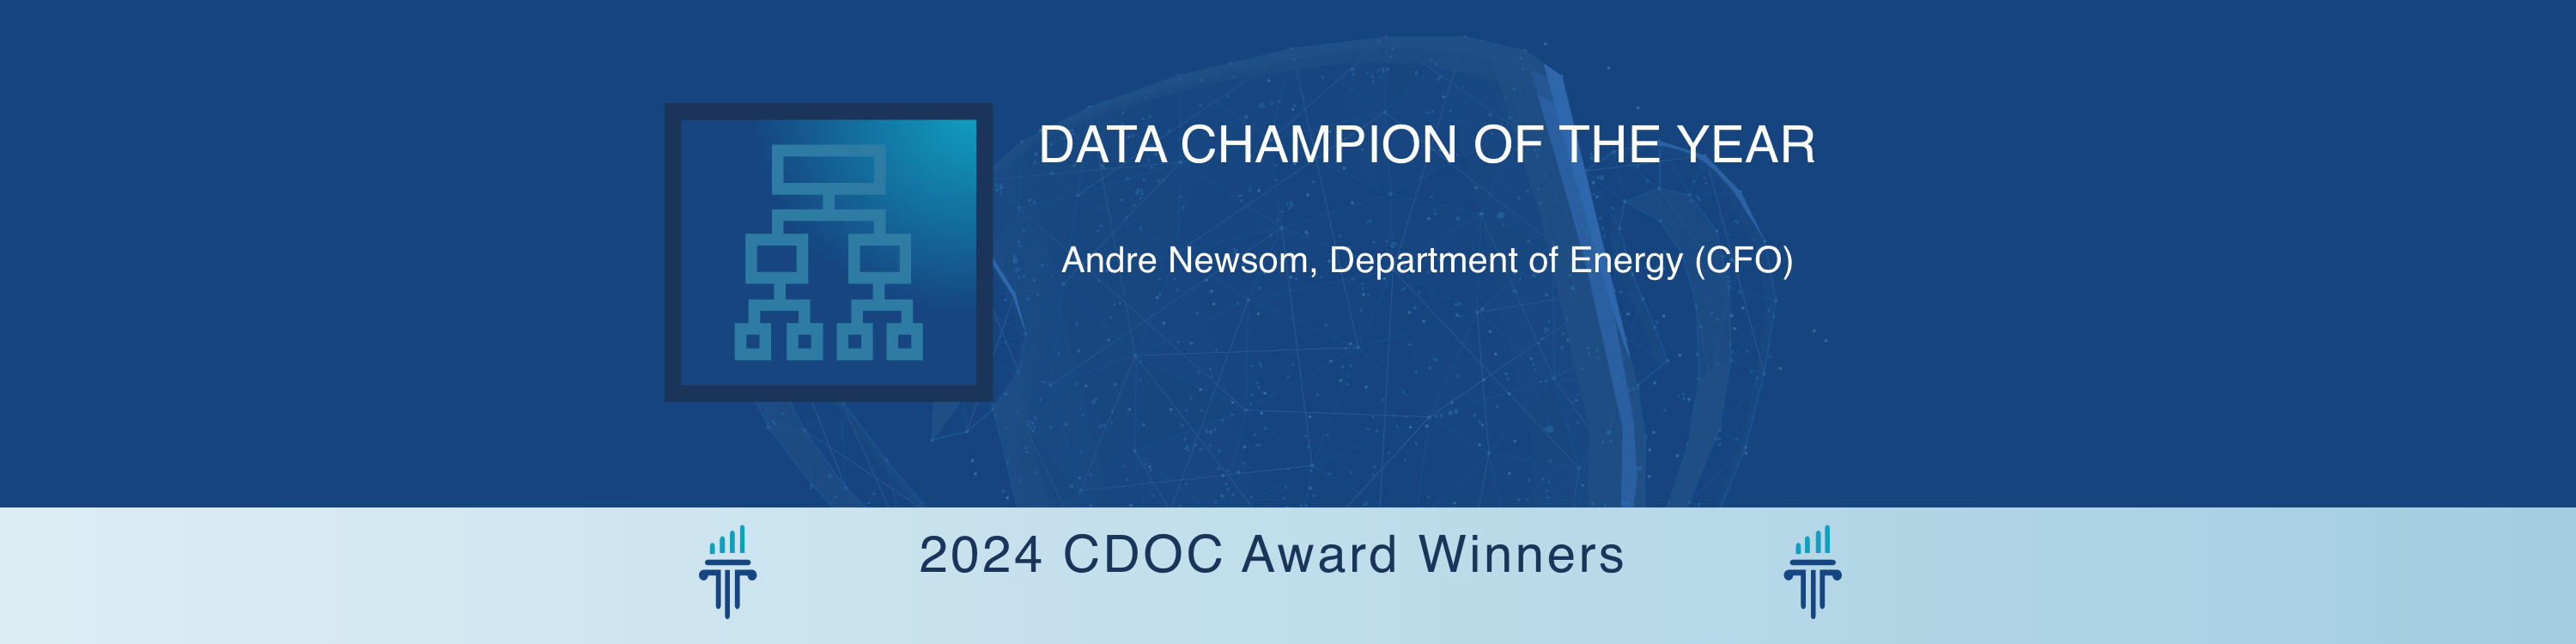 DATA CHAMPION OF THE YEAR
Andre Newsom, Department of Energy (CFO)
2024 CDOC Award Winners